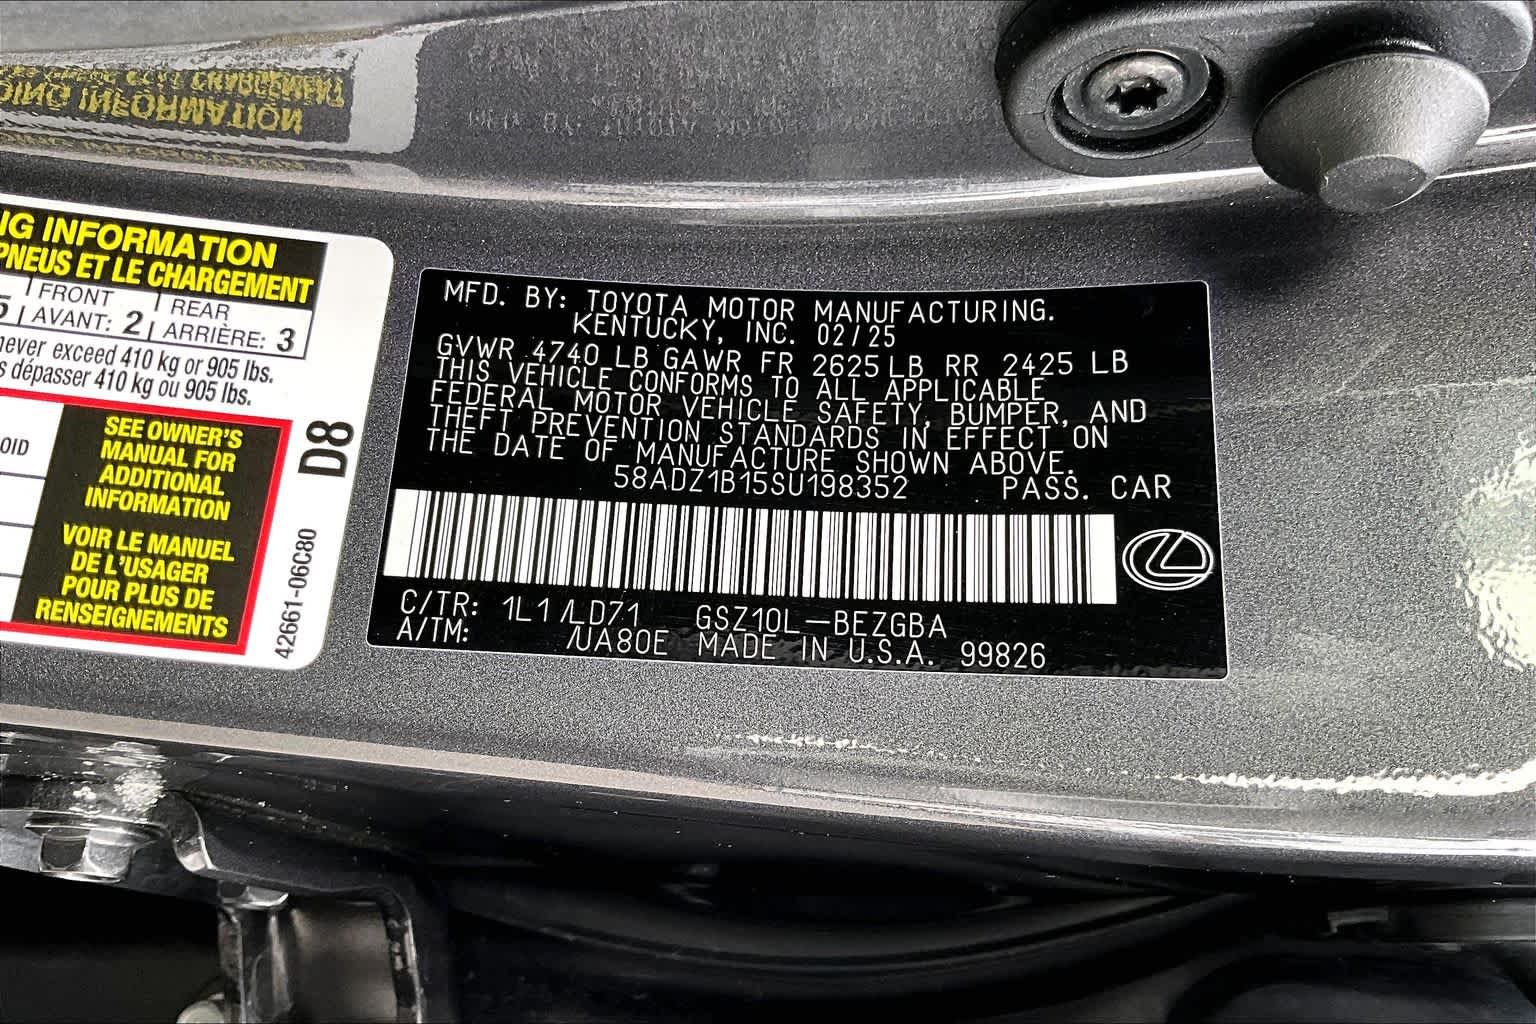 NG INFORMATION
PNEUS ET LE CHARGEMENT
5 FRONT AVANT: 2 REAR ARRIÈRE: 3
never exceed 410 kg or 905 lbs.
s dépasser 410 kg ou 905 lbs.
OID
SEE OWNER'S
MANUAL FOR
ADDITIONAL
INFORMATION
VOIR LE MANUEL
DE L'USAGER
POUR PLUS DE
RENSEIGNEMENTS
D8
42661-06C80
MFD. BY: TOYOTA MOTOR MANUFACTURING.
KENTUCKY, INC. 02/25
GVWR 4740 LB GAWR FR 2625 LB RR 2425 LB
THIS VEHICLE CONFORMS TO ALL APPLICABLE
FEDERAL MOTOR VEHICLE SAFETY, BUMPER, AND
THEFT PREVENTION STANDARDS IN EFFECT ON
THE DATE OF MANUFACTURE SHOWN ABOVE.
58ADZ1B15SU198352 PASS. CAR
C/TR: 1L1 /LD71 GSZ10L-BEZGBA
A/TM: /UA80E MADE IN U.S.A. 99826